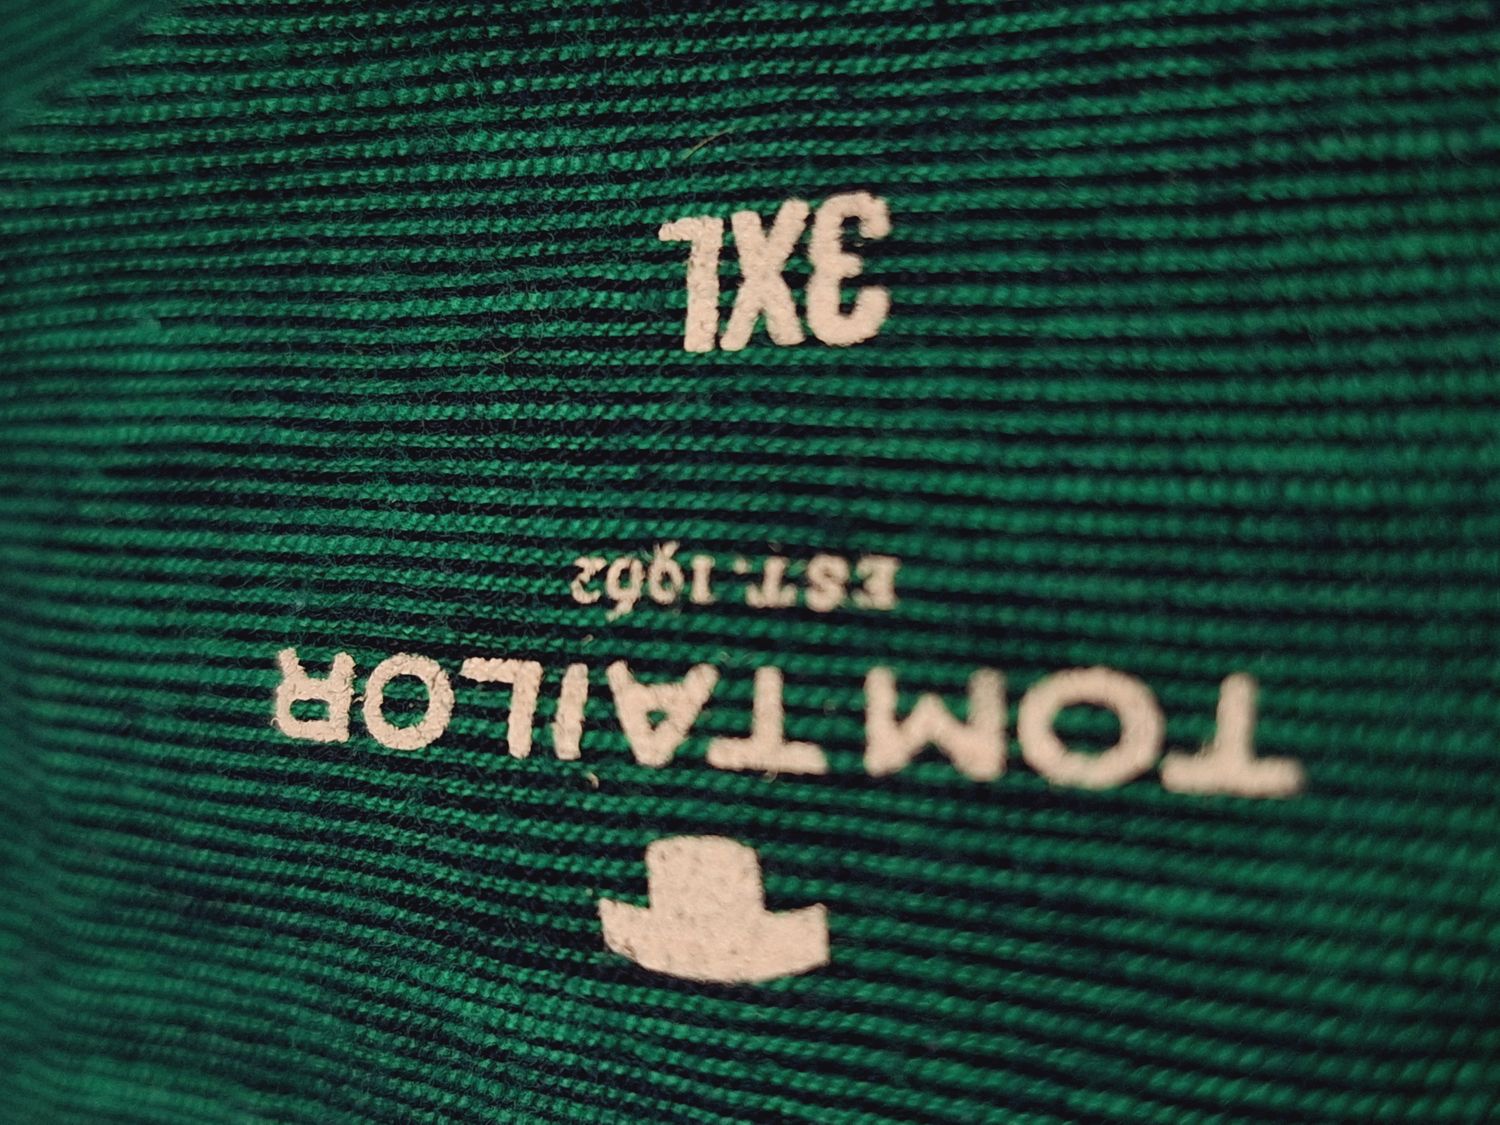 TOM TAILOR
EST. 1962
3XL